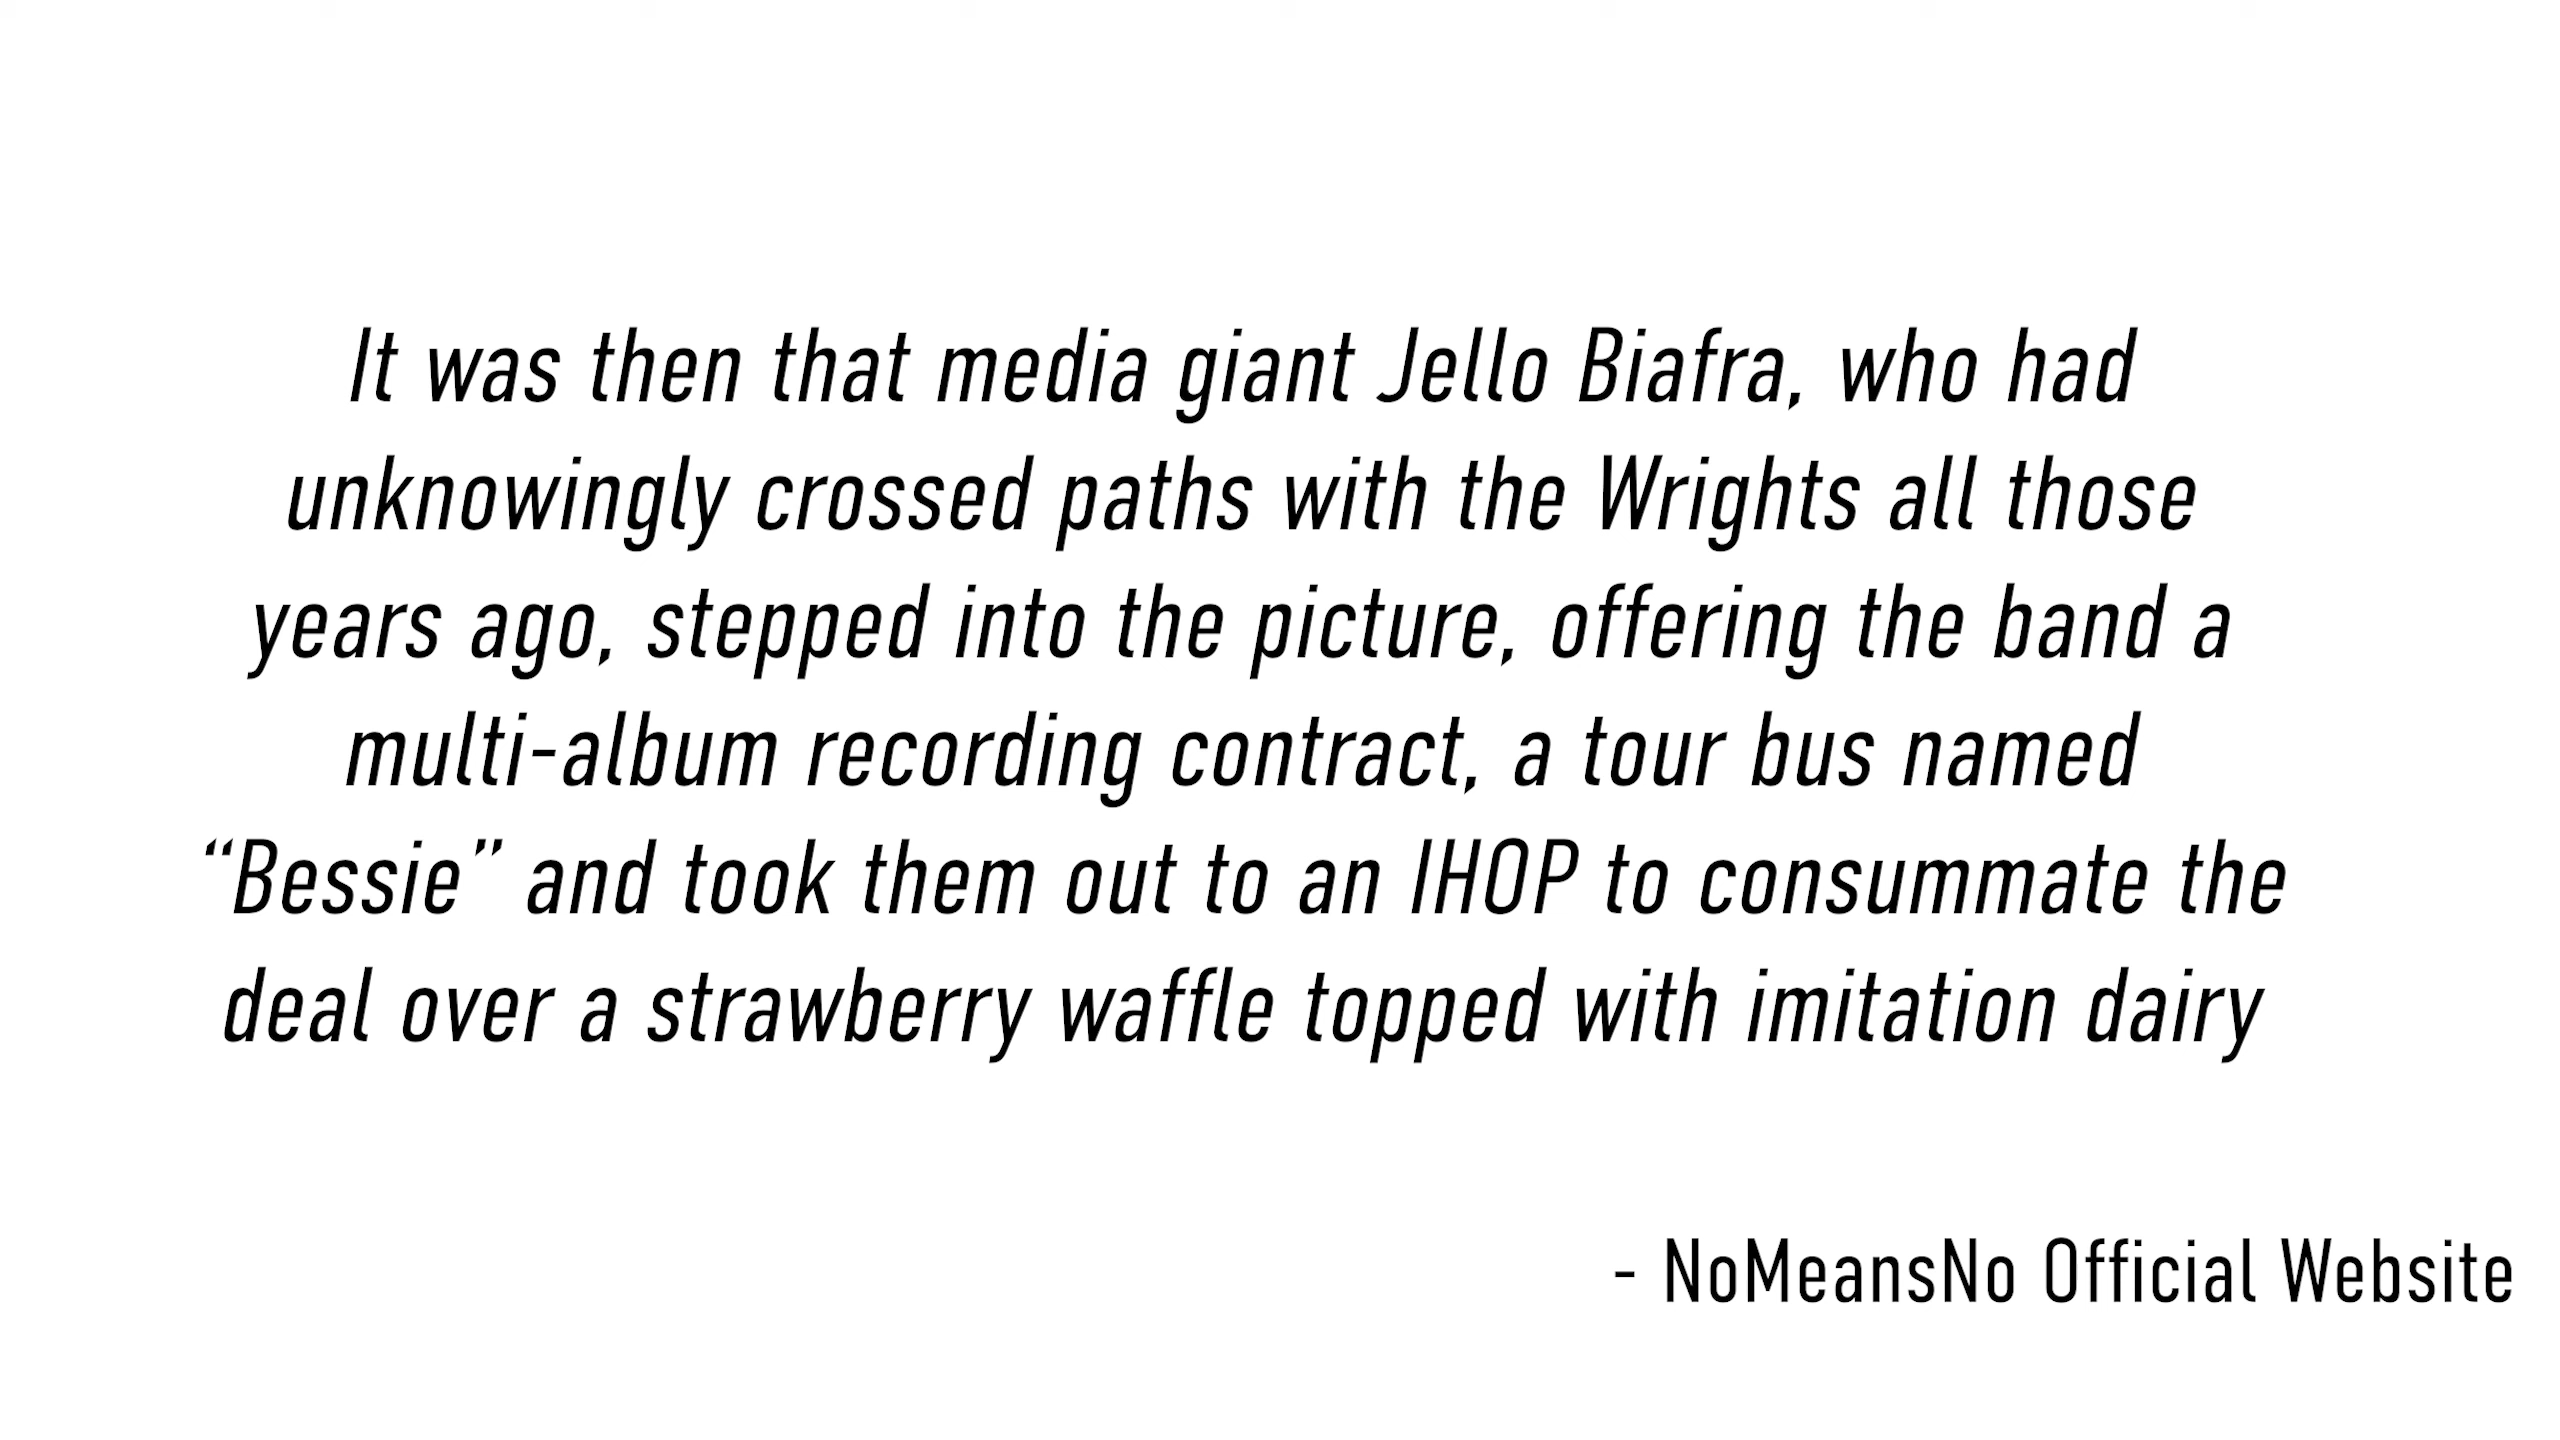 It was then that media giant Jello Biafra, who had
unknowingly crossed paths with the Wrights all those
years ago, stepped into the picture, offering the band a
multi-album recording contract, a tour bus named
“Bessie” and took them out to an IHOP to consummate the
deal over a strawberry waffle topped with imitation dairy
- NoMeansNo Official Website